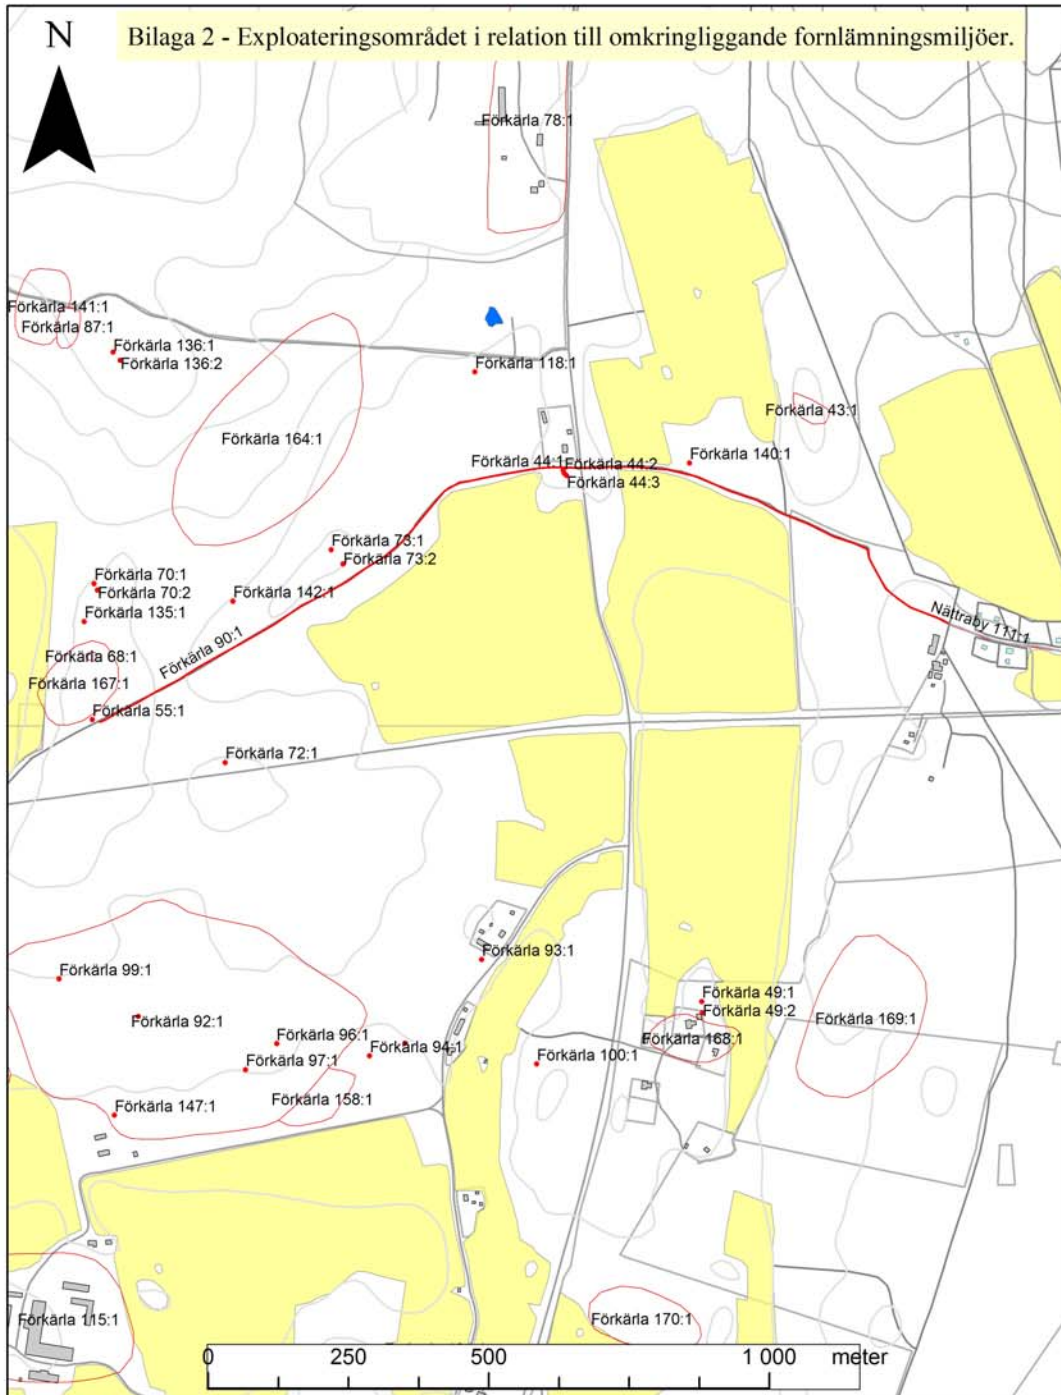 N
Bilaga 2 - Exploateringsområdet i relation till omkringliggande fornlämningsmiljöer.
Förkärla 78:1
Förkärla 141:1
Förkärla 87:1
Förkärla 136:1
Förkärla 136:2
Förkärla 118:1
Förkärla 43:1
Förkärla 164:1
Förkärla 44:1
Förkärla 44:2
Förkärla 140:1
Förkärla 44:3
Förkärla 73:1
Förkärla 73:2
Förkärla 70:1
Förkärla 70:2
Förkärla 142:1
Förkärla 135:1
Nättraby 111:1
Förkärla 90:1
Förkärla 68:1
Förkärla 167:1
Förkärla 55:1
Förkärla 72:1
Förkärla 93:1
Förkärla 99:1
Förkärla 49:1
Förkärla 49:2
Förkärla 92:1
Förkärla 169:1
Förkärla 96:1
Förkärla 168:1
Förkärla 94:1
Förkärla 100:1
Förkärla 97:1
Förkärla 158:1
Förkärla 147:1
Förkärla 115:1
Förkärla 170:1
0 250 500 1 000 meter